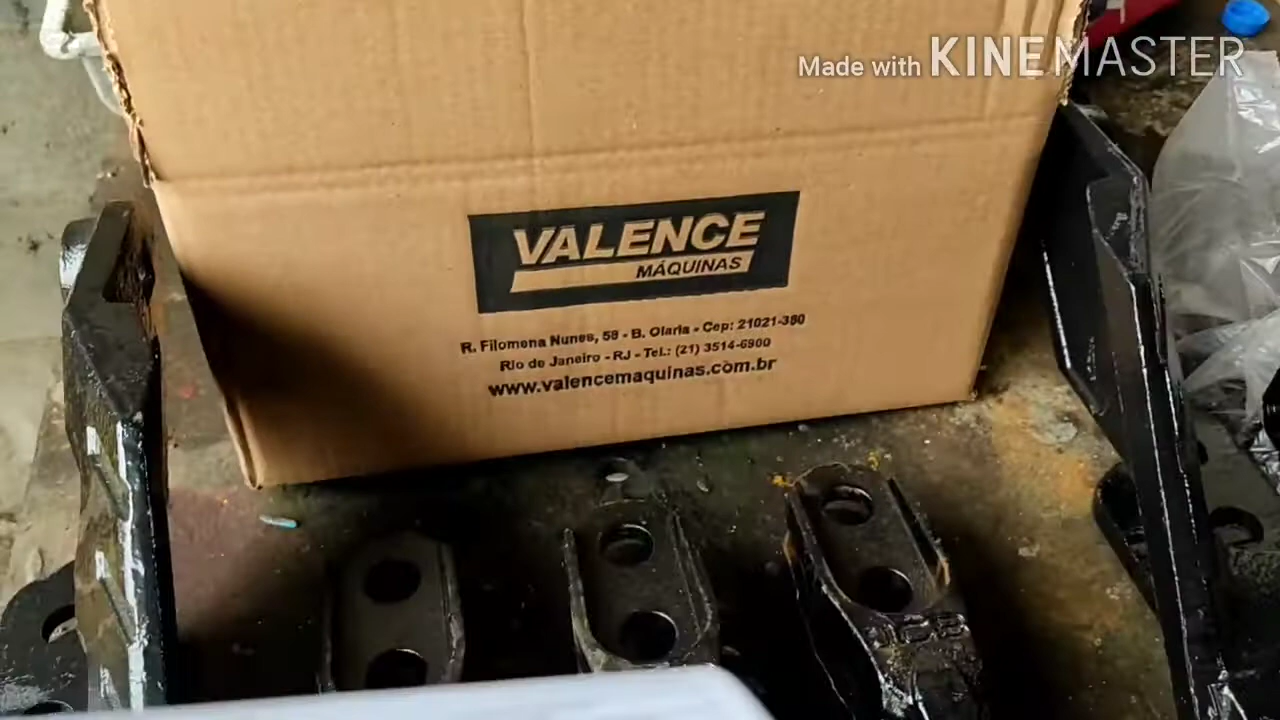 Made with KINEMASTER
VALENCE
MÁQUINAS
R. Filomena Nunes, 58 - B. Olaria - Cep: 21021-380
Rio de Janeiro - RJ - Tel.: (21) 3514-6900
www.valencemaquinas.com.br
JCB